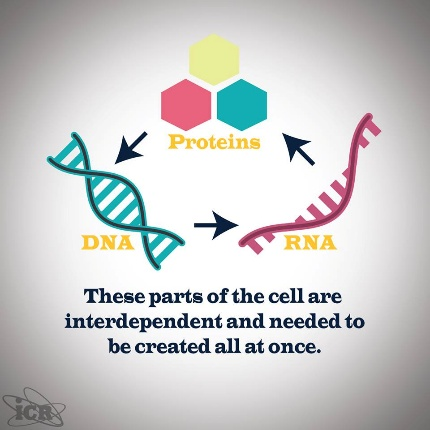 Proteins
DNA
RNA
These parts of the cell are
interdependent and needed to
be created all at once.
ICR